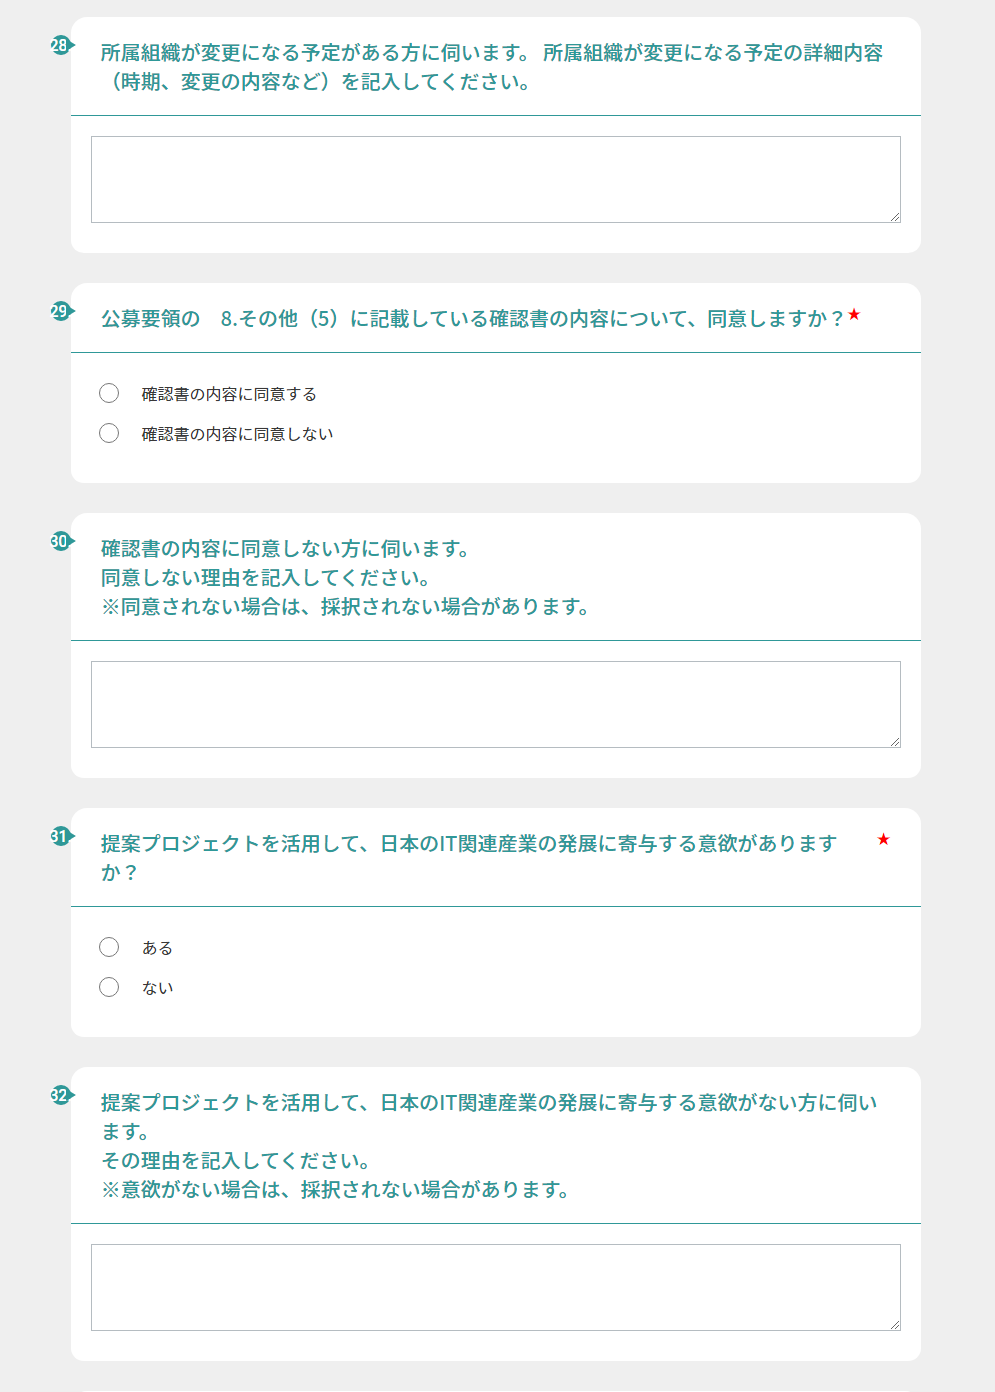 28
所属組織が変更になる予定がある方に伺います。 所属組織が変更になる予定の詳細内容
（時期、変更の内容など）を記入してください。
29
公募要領の　8.その他（5）に記載している確認書の内容について、同意しますか？★
確認書の内容に同意する
確認書の内容に同意しない
30
確認書の内容に同意しない方に伺います。
同意しない理由を記入してください。
※同意されない場合は、採択されない場合があります。
31
提案プロジェクトを活用して、日本のIT関連産業の発展に寄与する意欲があります ★
か？
ある
ない
32
提案プロジェクトを活用して、日本のIT関連産業の発展に寄与する意欲がない方に伺い
ます。
その理由を記入してください。
※意欲がない場合は、採択されない場合があります。